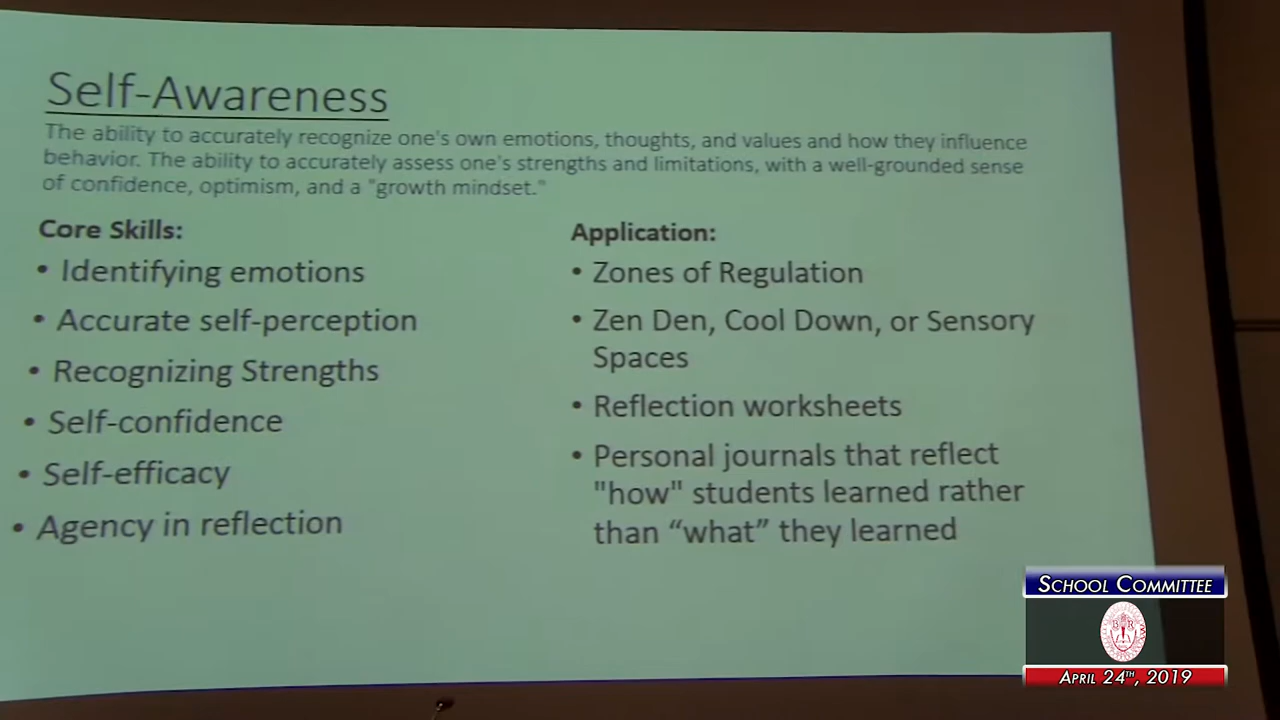 Self-Awareness
The ability to accurately recognize one's own emotions, thoughts, and values and how they influence
behavior. The ability to accurately assess one's strengths and limitations, with a well-grounded sense
of confidence, optimism, and a "growth mindset."
Core Skills:
• Identifying emotions
• Accurate self-perception
• Recognizing Strengths
• Self-confidence
• Self-efficacy
• Agency in reflection
Application:
• Zones of Regulation
• Zen Den, Cool Down, or Sensory
Spaces
• Reflection worksheets
• Personal journals that reflect
"how" students learned rather
than “what” they learned
School Committee
April 24th, 2019